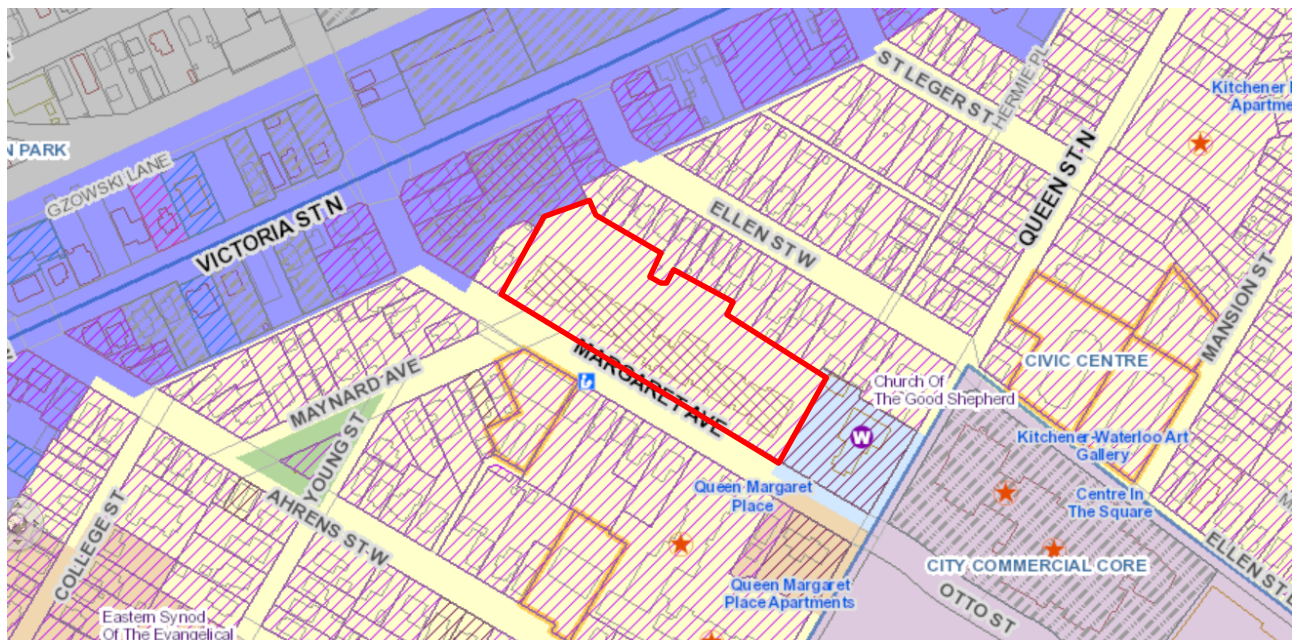 ST LEGER ST
HERMIE PL
Kitchener
Apartme
N PARK
GZOWSKI LANE
VICTORIA ST N
QUEEN ST N
ELLEN ST W
MANSION ST
MARGARET AVE
CIVIC CENTRE
Church Of
The Good Shepherd
W
MAYNARD AVE
Kitchener-Waterloo Art
Gallery
YOUNG ST
Queen Margaret
Place
Centre In
The Square
AHRENS ST W
COLLEGE ST
CITY COMMERCIAL CORE
ELLEN ST E
Queen Margaret
Place Apartments
OTTO ST
Eastern Synod
Of The Evangelical